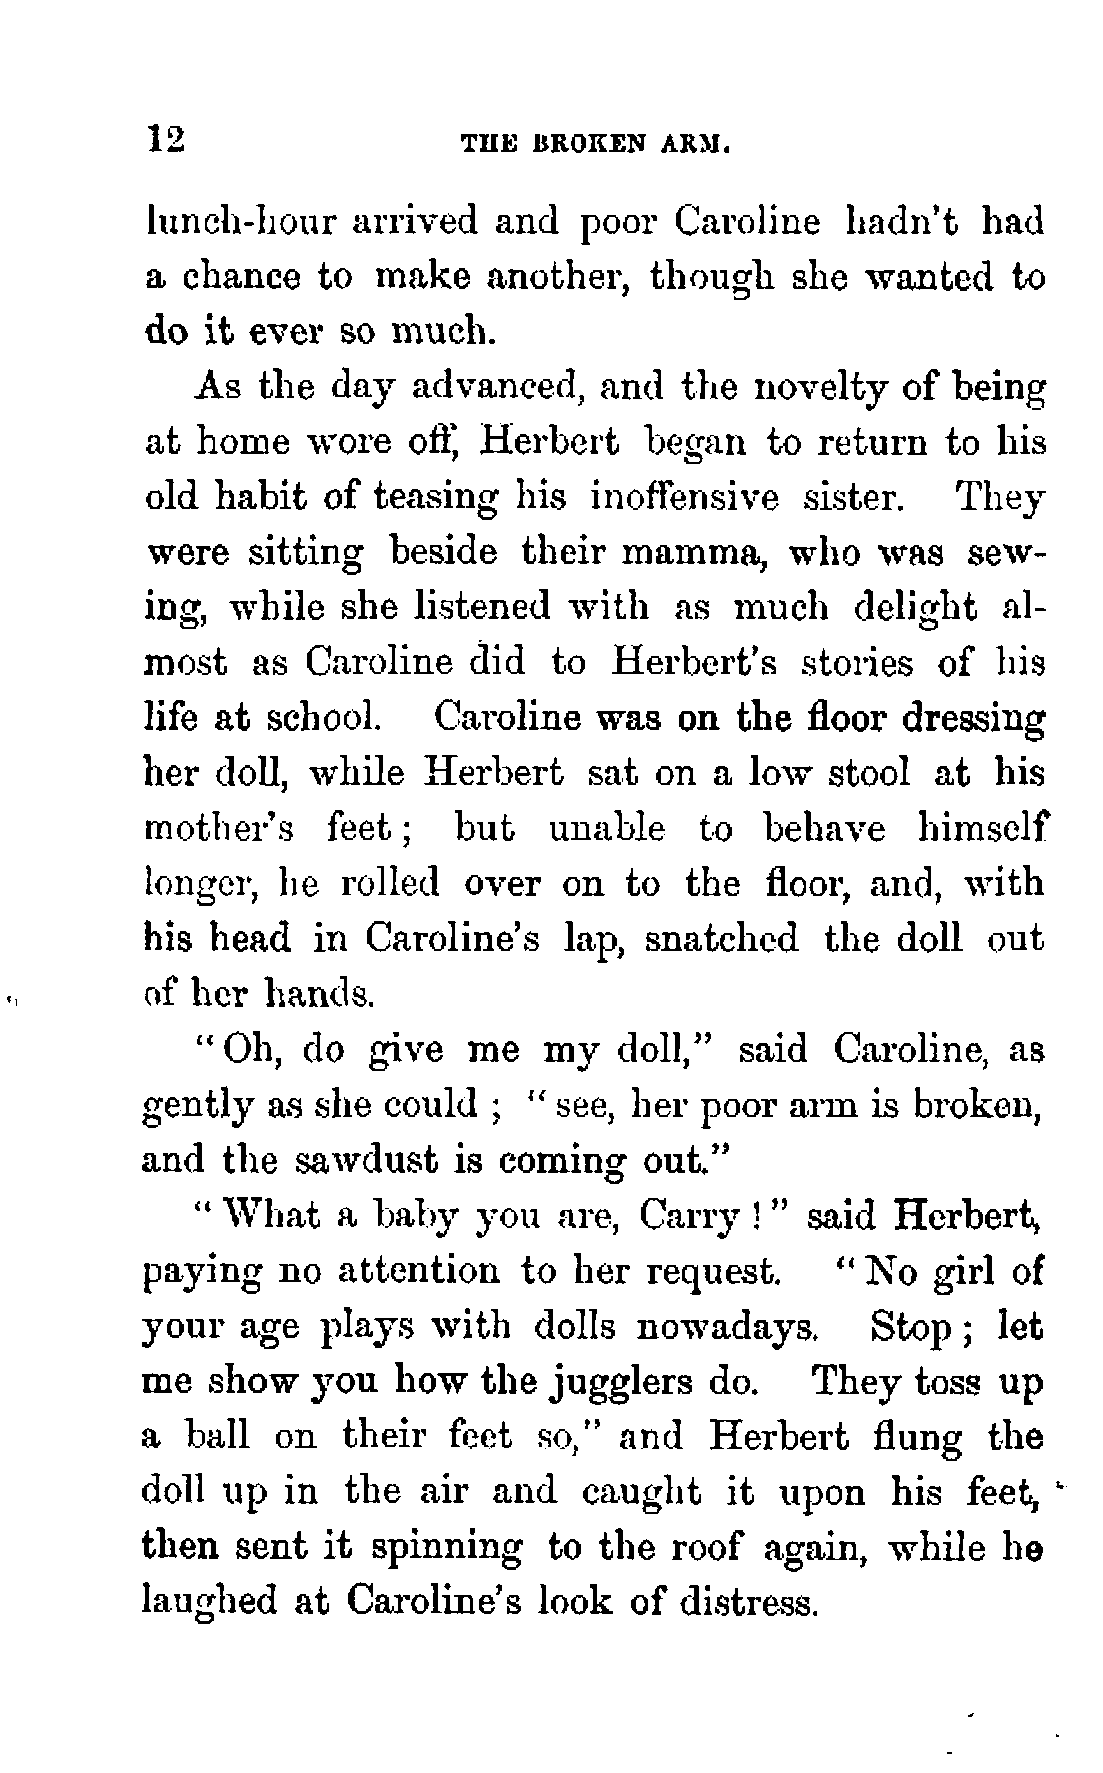 12 THE BROKEN ARM.
lunch-hour arrived and poor Caroline hadn't had
a chance to make another, though she wanted to
do it ever so much.
As the day advanced, and the novelty of being
at home wore off, Herbert began to return to his
old habit of teasing his inoffensive sister. They
were sitting beside their mamma, who was sew-
ing, while she listened with as much delight al-
most as Caroline did to Herbert's stories of his
life at school. Caroline was on the floor dressing
her doll, while Herbert sat on a low stool at his
mother's feet; but unable to behave himself
longer, he rolled over on to the floor, and, with
his head in Caroline's lap, snatched the doll out
of her hands.
"Oh, do give me my doll," said Caroline, as
gently as she could; "see, her poor arm is broken,
and the sawdust is coming out."
"What a baby you are, Carry!" said Herbert,
paying no attention to her request. "No girl of
your age plays with dolls nowadays. Stop; let
me show you how the jugglers do. They toss up
a ball on their feet so," and Herbert flung the
doll up in the air and caught it upon his feet,
then sent it spinning to the roof again, while he
laughed at Caroline's look of distress.